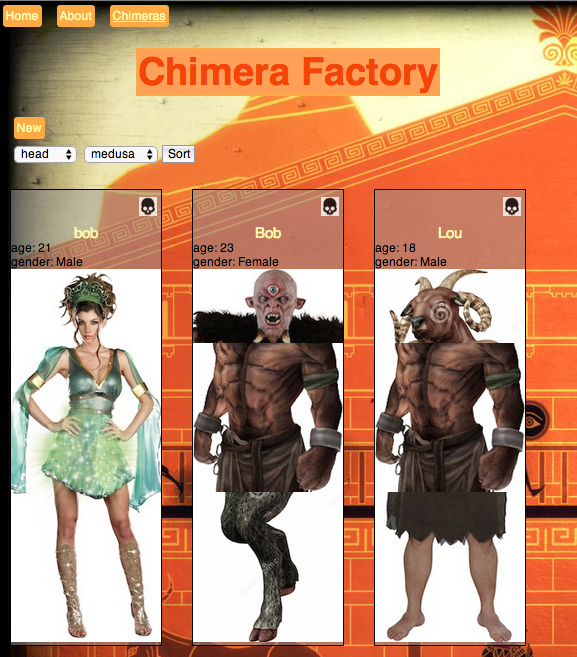 Home About Chimeras
Chimera Factory
New
head medusa Sort
bob
age: 21
gender: Male
Bob
age: 23
gender: Female
Lou
age: 18
gender: Male